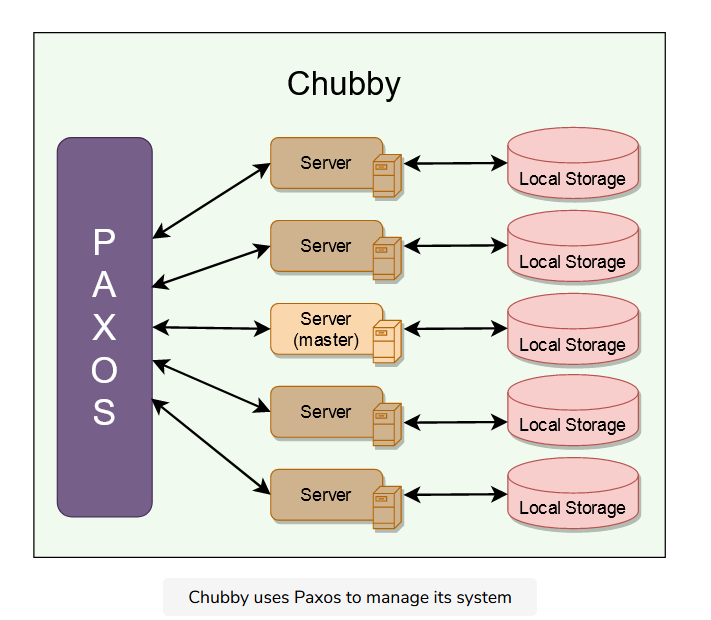 Chubby
PAXOS
Server
Local Storage
Server
Local Storage
Server
(master)
Local Storage
Server
Local Storage
Server
Local Storage
Chubby uses Paxos to manage its system